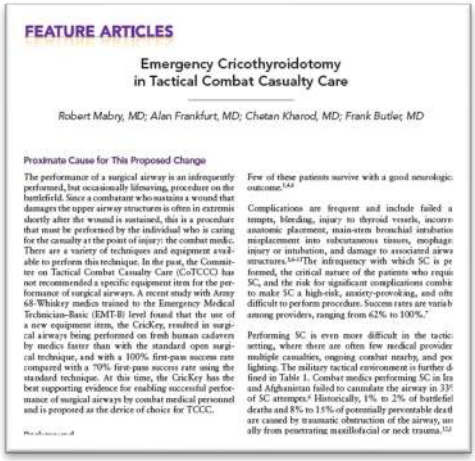 FEATURE ARTICLES
Emergency Cricothyroidotomy
in Tactical Combat Casualty Care
Robert Mabry, MD; Alan Frankfurt, MD; Chetan Kharod, MD; Frank Butler, MD
Proximate Cause for This Proposed Change
The performance of a surgical airway is an infrequently
performed, but occasionally lifesaving, procedure on the
battlefield. Since a combatant who sustains a wound that
damages the upper airway structures is often in extremis
shortly after the wound is sustained, this is a procedure
that must be performed by the individual who is caring
for the casualty at the point of injury: the combat medic.
There are a variety of techniques and equipment avail-
able to perform this technique. In the past, the Commit-
tee on Tactical Combat Casualty Care (CoTCCC) has
not recommended a specific equipment item for the per-
formance of surgical airways. A recent study with Army
68-Whiskey medics trained to the Emergency Medical
Technician–Basic (EMT-B) level found that the use of
a new equipment item, the CricKey, resulted in surgi-
cal airways being performed on fresh human cadavers
by medics faster than with the standard open surgi-
cal technique, and with a 100% first-pass success rate
compared with a 70% first-pass success rate using the
standard technique. At this time, the CricKey has the
best supporting evidence for enabling successful perfor-
mance of surgical airways by combat medical personnel
and is proposed as the device of choice for TCCC.
Few of these patients survive with a good neurologic
outcome.
Complications are frequent and include failed a
tempts, bleeding, injury to thyroid vessels, incorre
anatomic placement, main-stem bronchial intubatio
misplacement into subcutaneous tissues, esophage
injury or intubation, and damage to associated airwa
structures. The infrequency with which SC is pe
formed, the critical nature of the patients who requi
SC, and the risk for significant complications combi
to make SC a high-risk, anxiety-provoking, and ofte
difficult to perform procedure. Success rates are variab
among providers, ranging from 62% to 100%.
Performing SC is even more difficult in the tactic
setting, where there are often few medical provider
multiple casualties, ongoing combat nearby, and poo
lighting. The military tactical environment is further d
fined in Table 1. Combat medics performing SC in Ira
and Afghanistan failed to cannulate the airway in 33
of SC attempts. Historically, 1% to 2% of battlefiel
deaths and 8% to 15% of potentially preventable deat
are caused by traumatic obstruction of the airway, us
ally from penetrating maxillofacial or neck trauma.